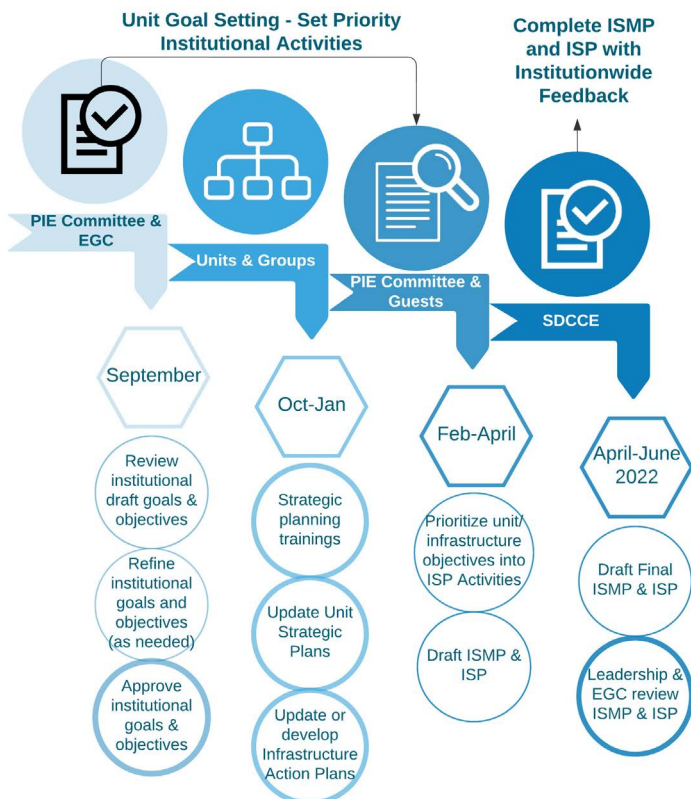 Unit Goal Setting - Set Priority
Institutional Activities
Complete ISMP
and ISP with
Institutionwide
Feedback
PIE Committee &
EGC
Units & Groups
PIE Committee &
Guests
SDCCE
September
Oct-Jan
Feb-April
April-June
2022
Review
institutional
draft goals &
objectives
Refine
institutional
goals and
objectives
(as needed)
Approve
institutional
goals &
objectives
Strategic
planning
trainings
Update Unit
Strategic
Plans
Update or
develop
Infrastructure
Action Plans
Prioritize unit/
infrastructure
objectives into
ISP Activities
Draft ISMP &
ISP
Draft Final
ISMP & ISP
Leadership &
EGC review
ISMP & ISP